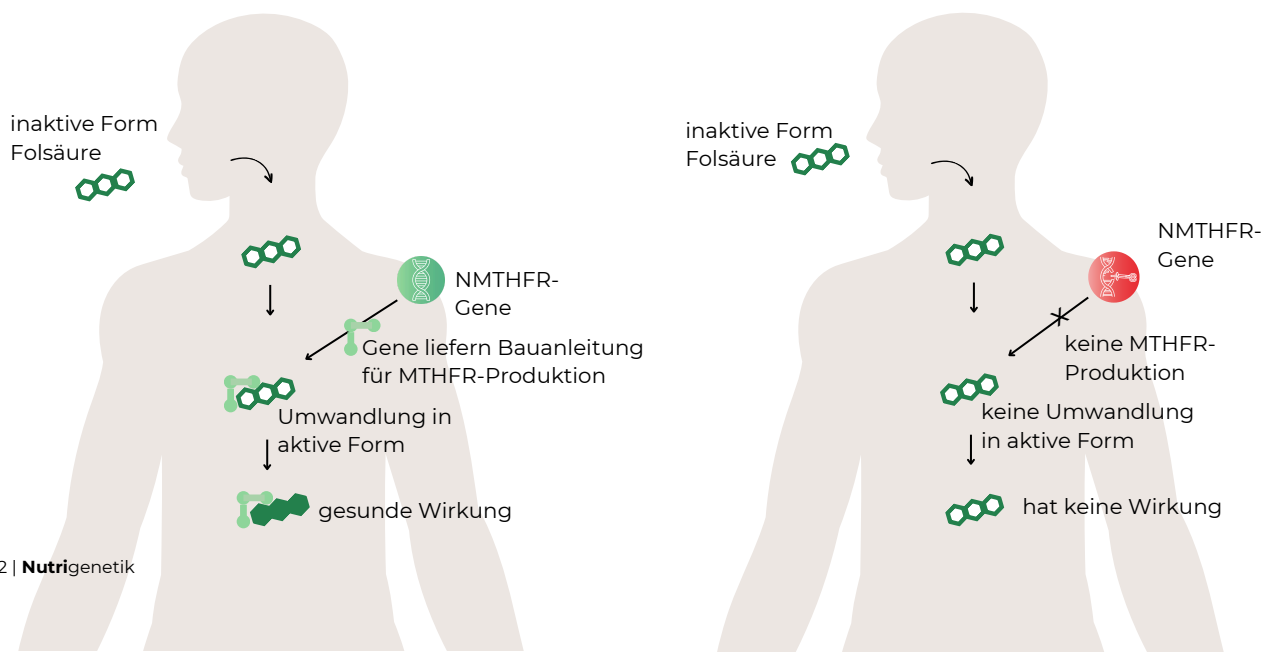 inaktive Form
Folsäure
NMTHFR-
Gene
Gene liefern Bauanleitung
für MTHFR-Produktion
Umwandlung in
aktive Form
gesunde Wirkung
2 | Nutrigenetik
inaktive Form
Folsäure
NMTHFR-
Gene
keine MTHFR-
Produktion
keine Umwandlung
in aktive Form
hat keine Wirkung